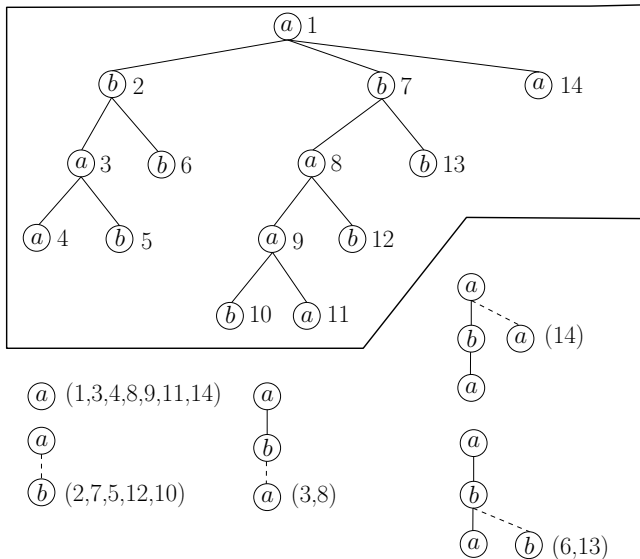 a 1
b 2
b 7
a 14
a 3
b 6
a 8
b 13
a 4
b 5
a 9
b 12
b 10
a 11
a
b
a (14)
a
a (1,3,4,8,9,11,14)
a
b (2,7,5,12,10)
a
b
a (3,8)
a
b
a
b (6,13)